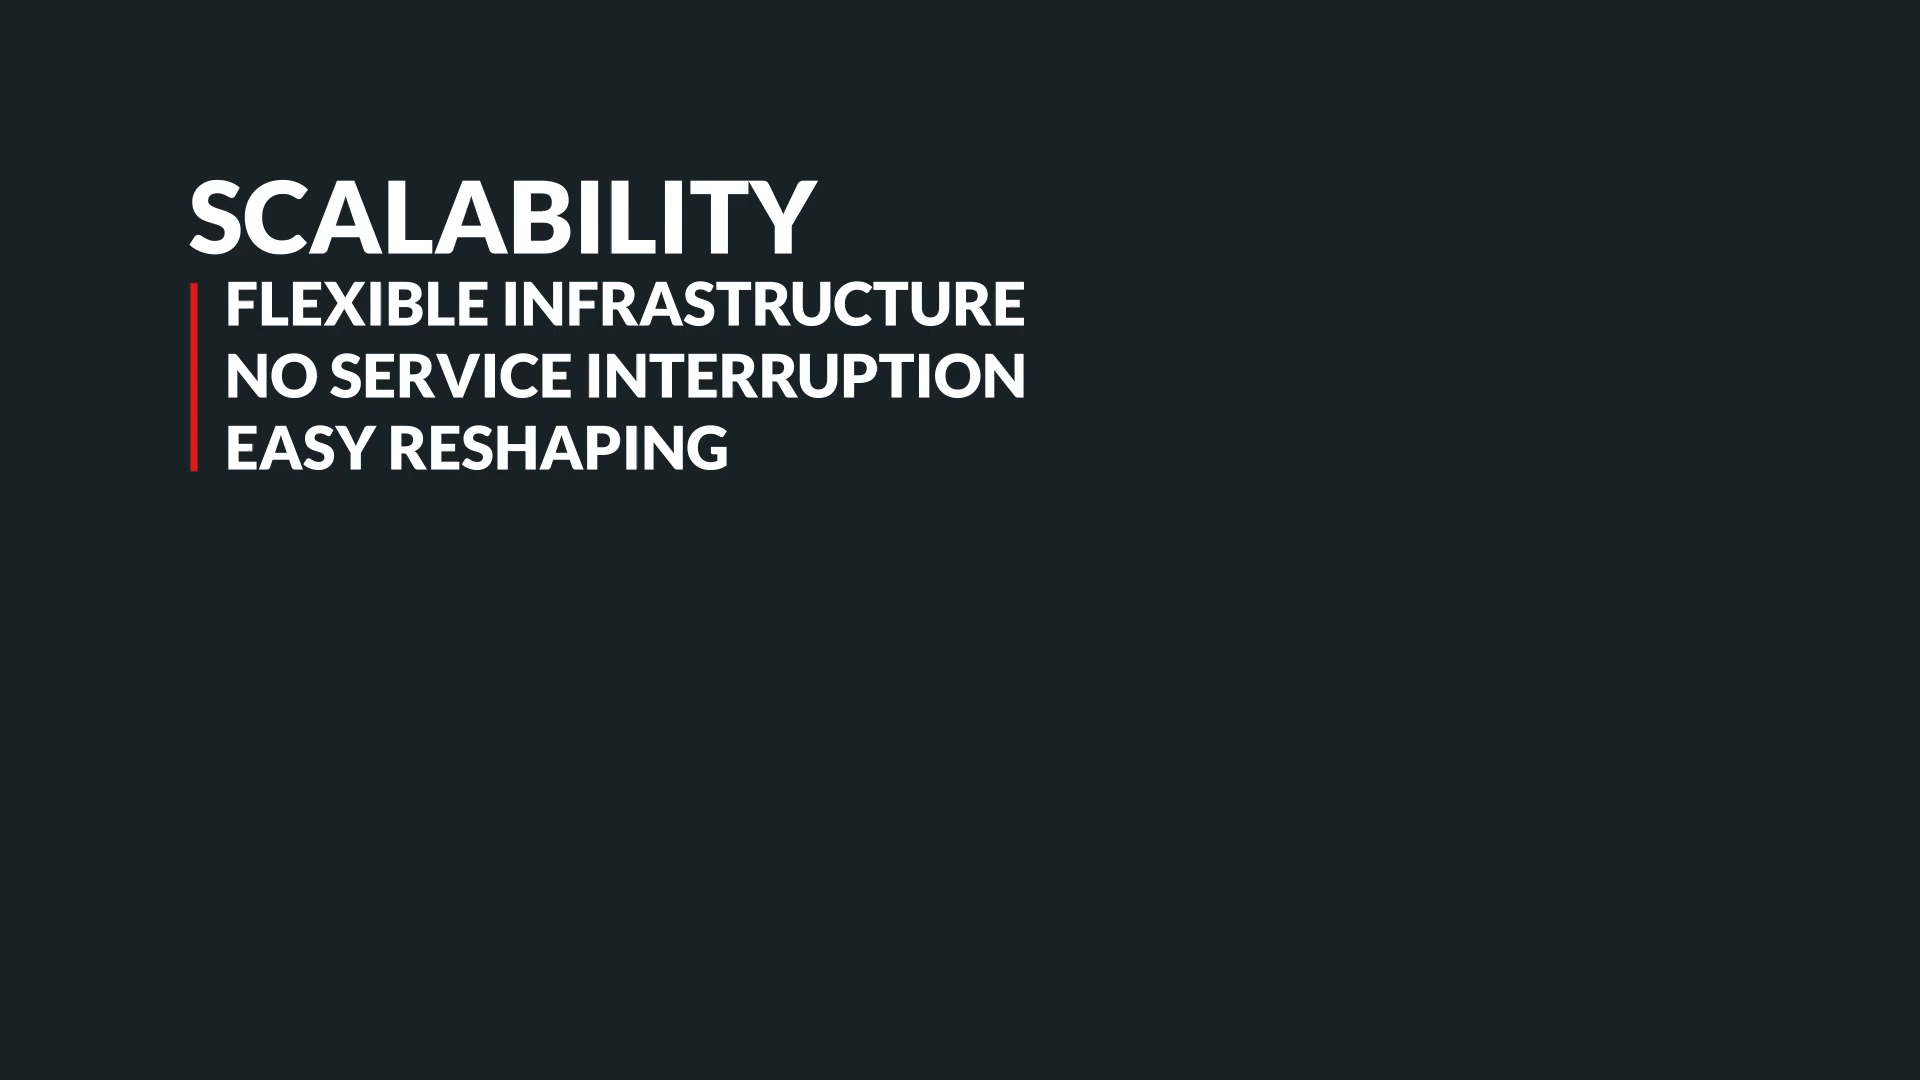 SCALABILITY
FLEXIBLE INFRASTRUCTURE
NO SERVICE INTERRUPTION
EASY RESHAPING